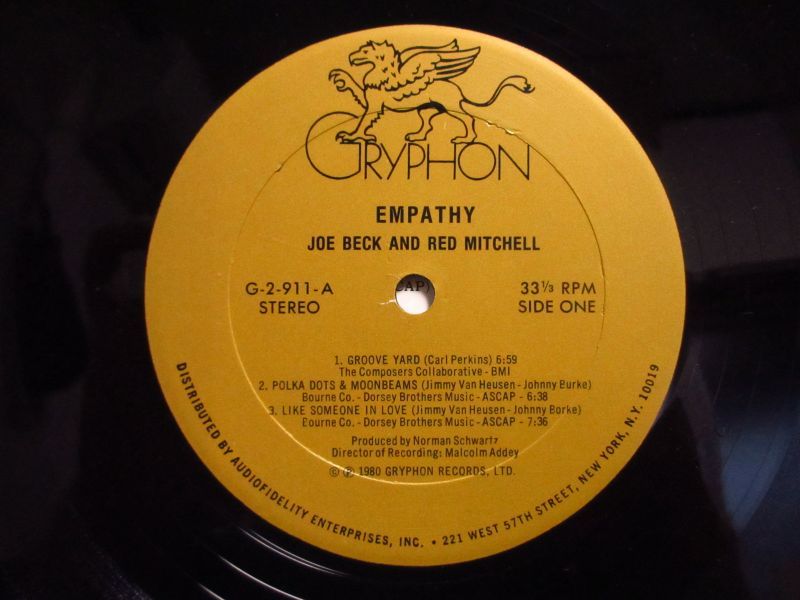 GRYPHON
EMPATHY
JOE BECK AND RED MITCHELL
G-2-911-A
STEREO
CAP)
33 1/3 RPM
SIDE ONE
1. GROOVE YARD (Carl Perkins) 6:59
The Composers Collaborative - BMI
2. POLKA DOTS & MOONBEAMS (Jimmy Van Heusen - Johnny Burke)
Bourne Co. - Dorsey Brothers Music - ASCAP - 6:38
3. LIKE SOMEONE IN LOVE (Jimmy Van Heusen - Johnny Borke)
Bourne Co. - Dorsey Brothers Music - ASCAP - 7:36
Produced by Norman Schwartz
Director of Recording: Malcolm Addey
© ℗ 1980 GRYPHON RECORDS, LTD.
DISTRIBUTED BY AUDIOFIDELITY ENTERPRISES, INC. • 221 WEST 57TH STREET, NEW YORK, N.Y. 10019